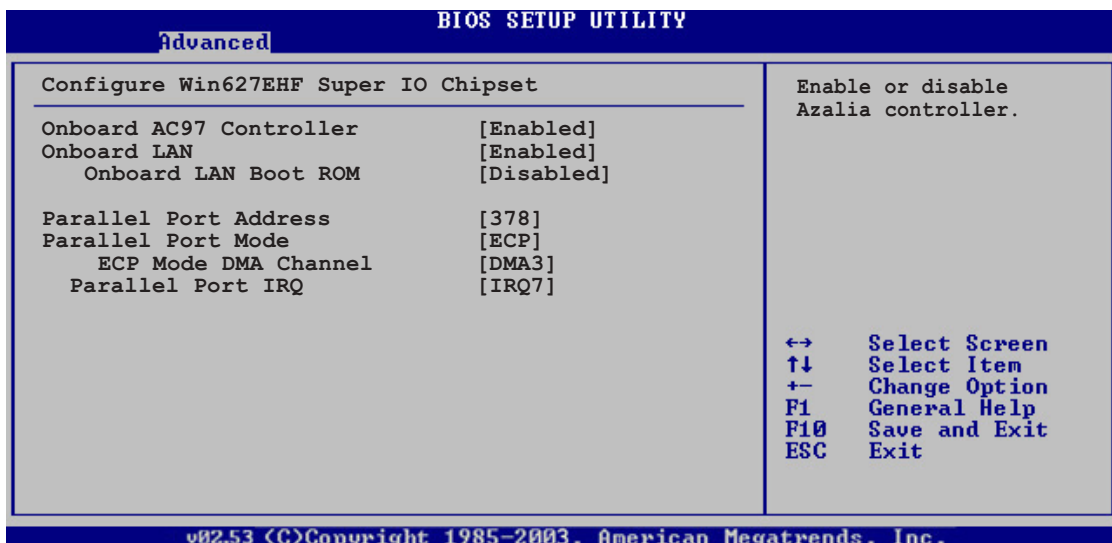 BIOS SETUP UTILITY
Advanced
Configure Win627EHF Super IO Chipset
Onboard AC97 Controller [Enabled]
Onboard LAN [Enabled]
Onboard LAN Boot ROM [Disabled]
Parallel Port Address [378]
Parallel Port Mode [ECP]
ECP Mode DMA Channel [DMA3]
Parallel Port IRQ [IRQ7]
Enable or disable
Azalia controller.
←→ Select Screen
↑↓ Select Item
+- Change Option
F1 General Help
F10 Save and Exit
ESC Exit
v02.53 (C)Copyright 1985-2003, American Megatrends, Inc.